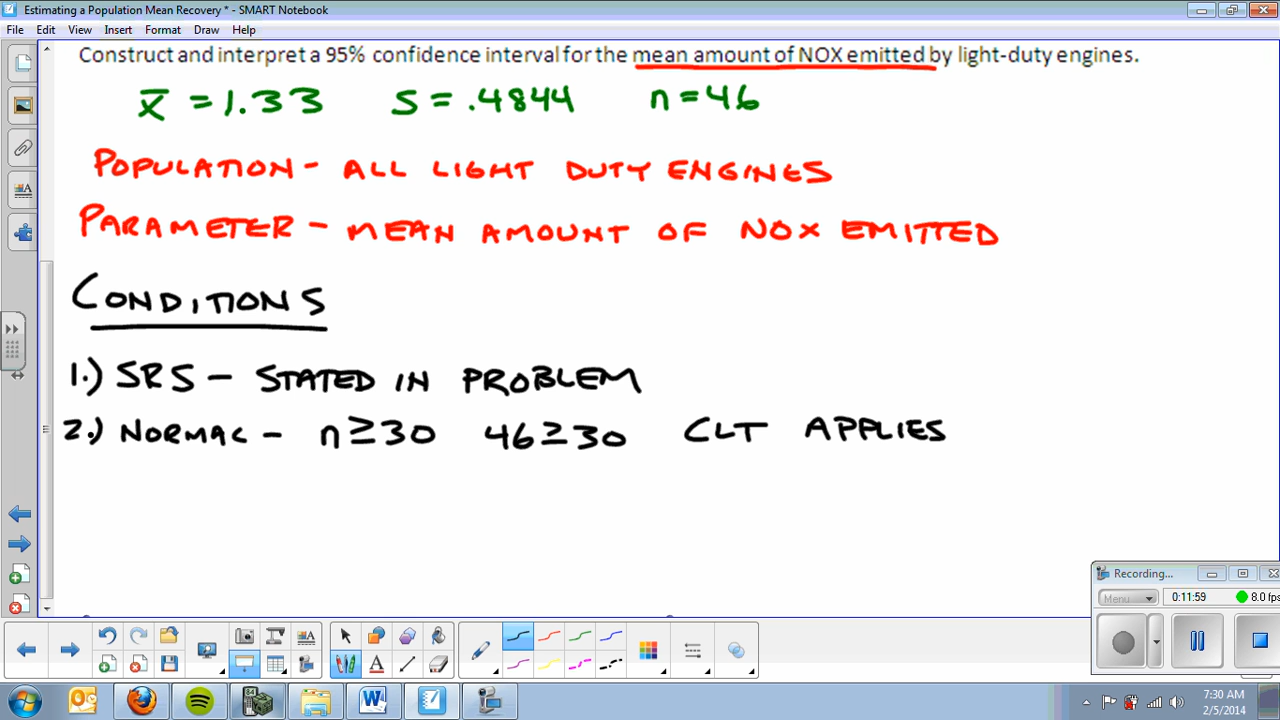 Estimating a Population Mean Recovery * - SMART Notebook
File Edit View Insert Format Draw Help
Construct and interpret a 95% confidence interval for the mean amount of NOX emitted by light-duty engines.
x̄ = 1.33 s = .4844 n = 46
POPULATION - ALL LIGHT DUTY ENGINES
PARAMETER - MEAN AMOUNT OF NOX EMITTED
CONDITIONS
1.) SRS - STATED IN PROBLEM
2.) NORMAL - n ≥ 30 46 ≥ 30 CLT APPLIES
Recording...
Menu 0:11:59 8.0 fps
7:30 AM
2/5/2014